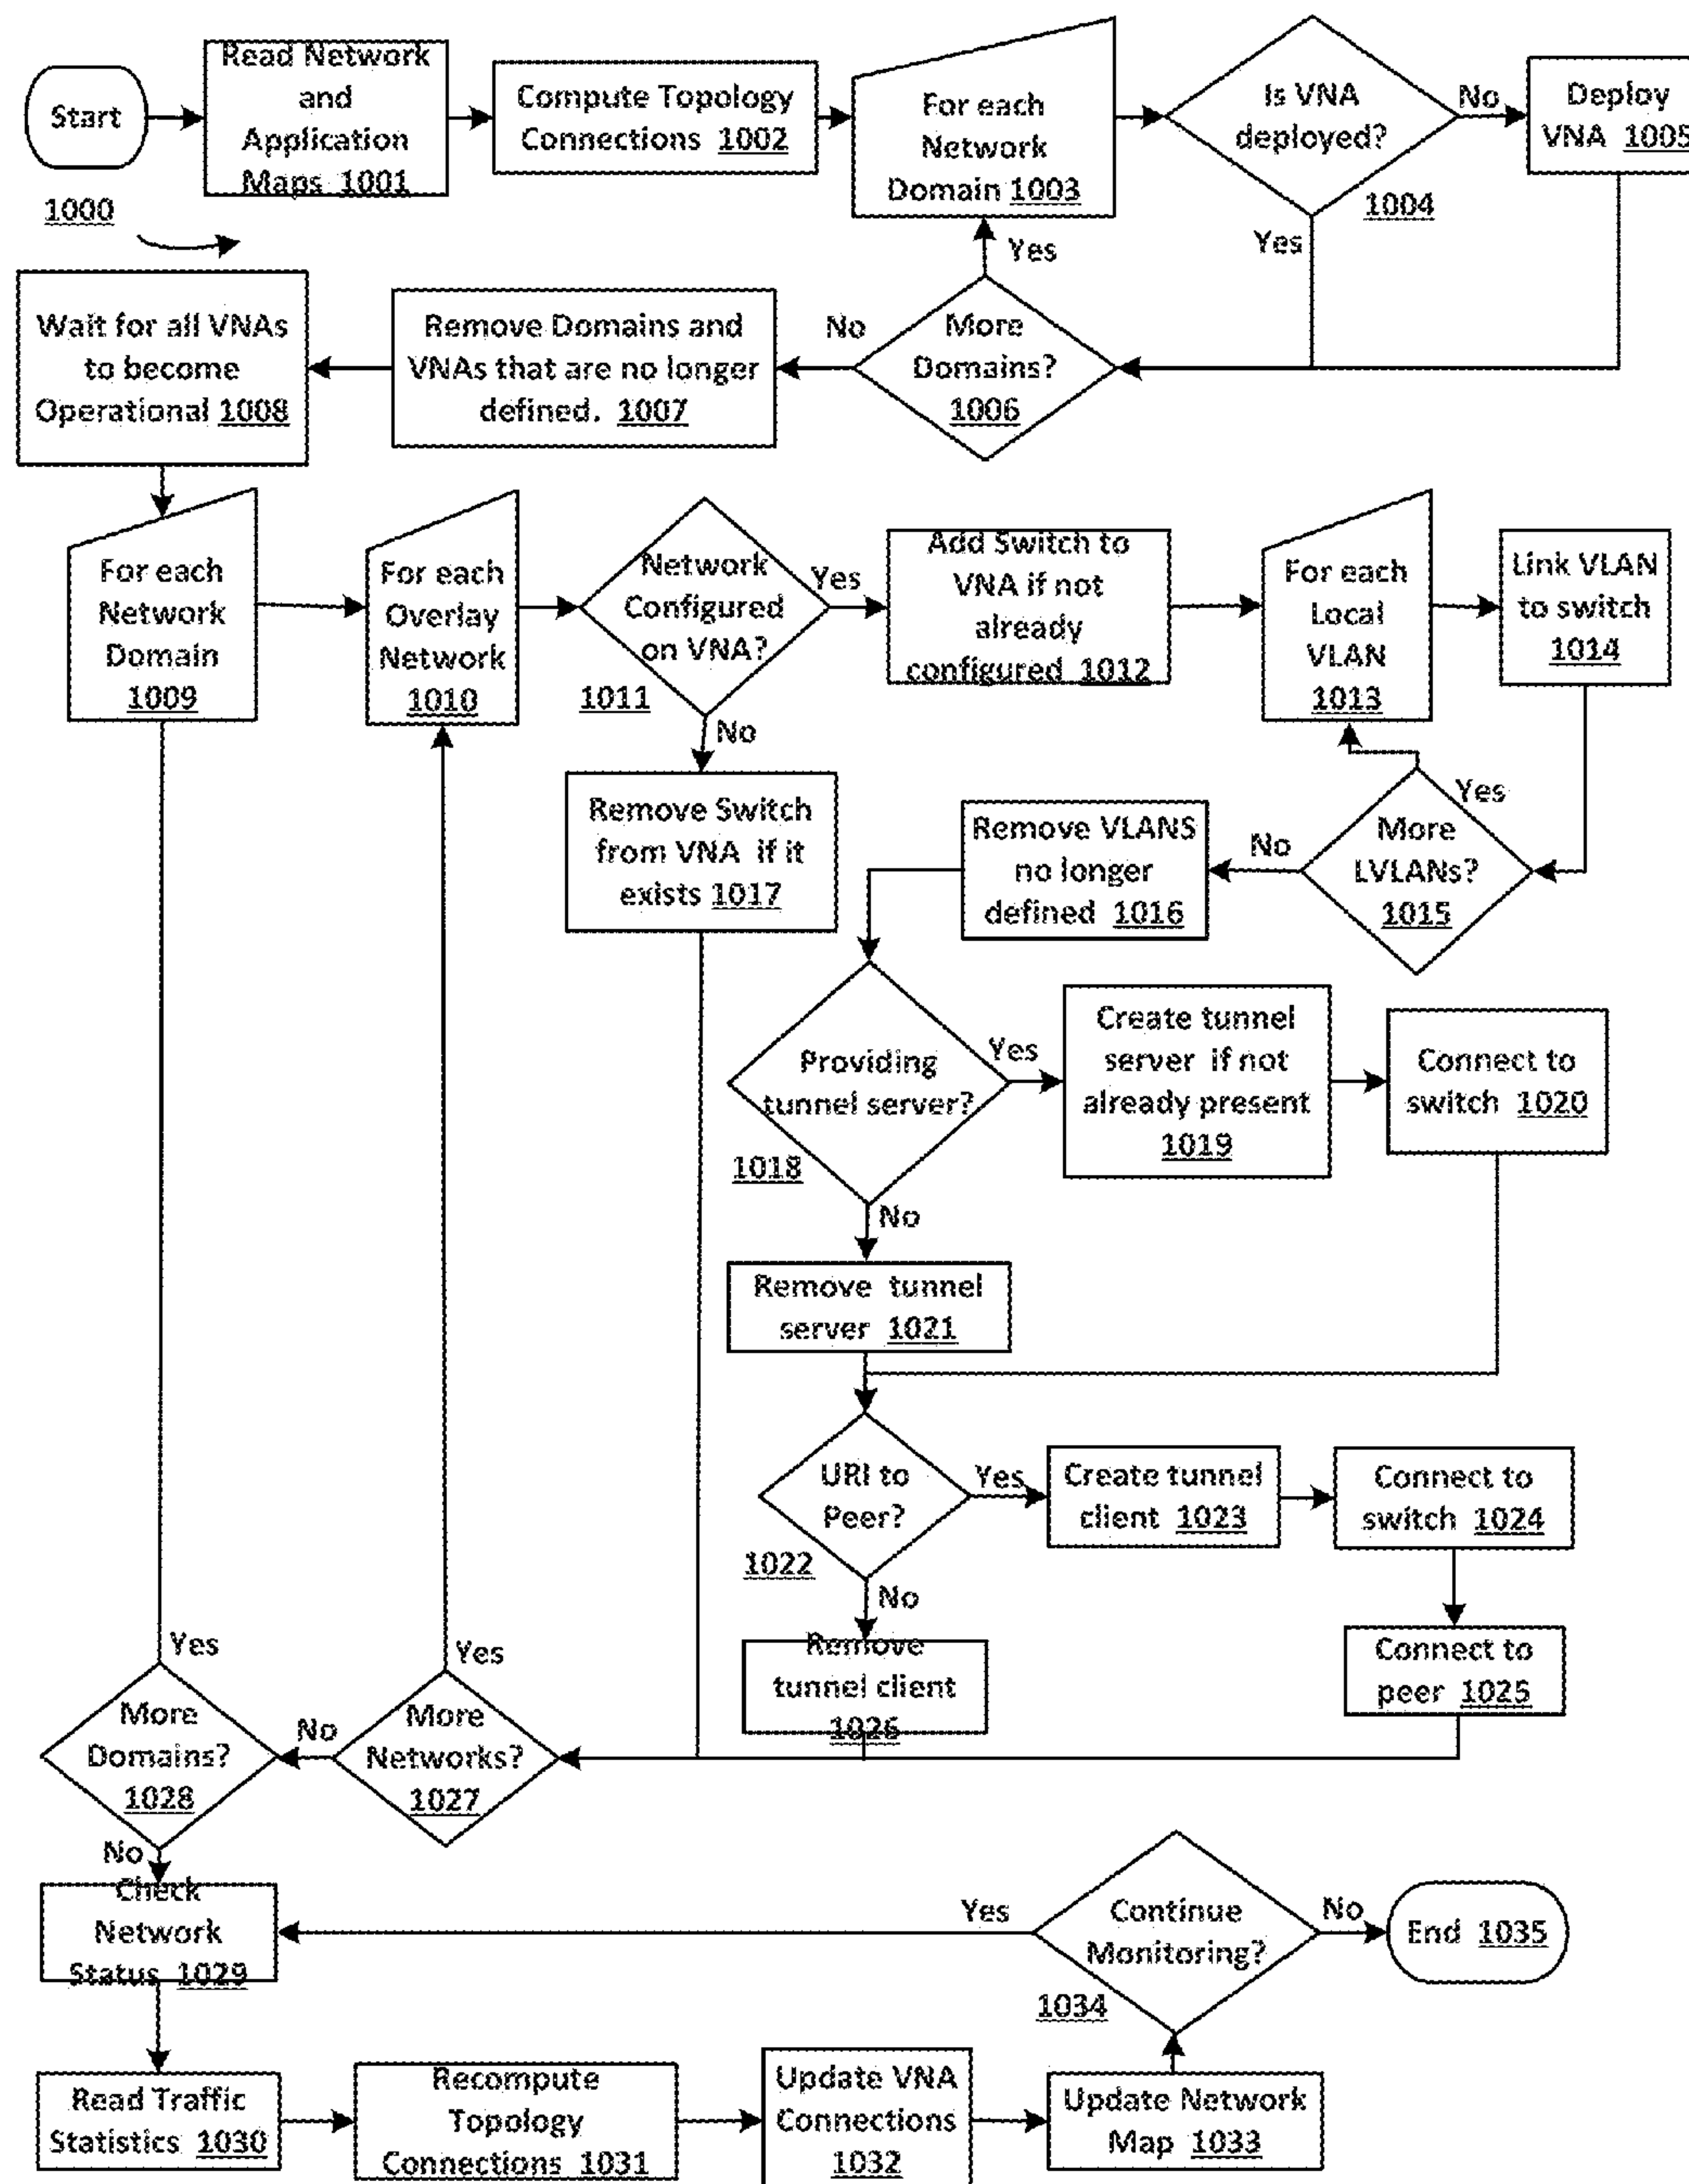 Start
Read Network
and
Application
Maps 1001
Compute Topology
Connections 1002
For each
Network
Domain 1003
Is VNA
deployed?
1004
No
Deploy
VNA 1005
1000
Yes
Yes
Wait for all VNAs
to become
Operational 1008
Remove Domains and
VNAs that are no longer
defined. 1007
No
More
Domains?
1006
For each
Network
Domain
1009
For each
Overlay
Network
1010
Network
Configured
on VNA?
1011
Yes
Add Switch to
VNA if not
already
configured 1012
For each
Local
VLAN
1013
Link VLAN
to switch
1014
No
Remove Switch
from VNA if it
exists 1017
Remove VLANS
no longer
defined 1016
No
Yes
More
LVLANs?
1015
Providing
tunnel server?
1018
Yes
Create tunnel
server if not
already present
1019
Connect to
switch 1020
No
Remove tunnel
server 1021
URI to
Peer?
1022
Yes
Create tunnel
client 1023
Connect to
switch 1024
No
Remove
tunnel client
1026
Connect to
peer 1025
Yes
More
Domains?
1028
No
Yes
More
Networks?
1027
No
Check
Network
Status 1029
Yes
Continue
Monitoring?
1034
No
End 1035
Read Traffic
Statistics 1030
Recompute
Topology
Connections 1031
Update VNA
Connections
1032
Update Network
Map 1033